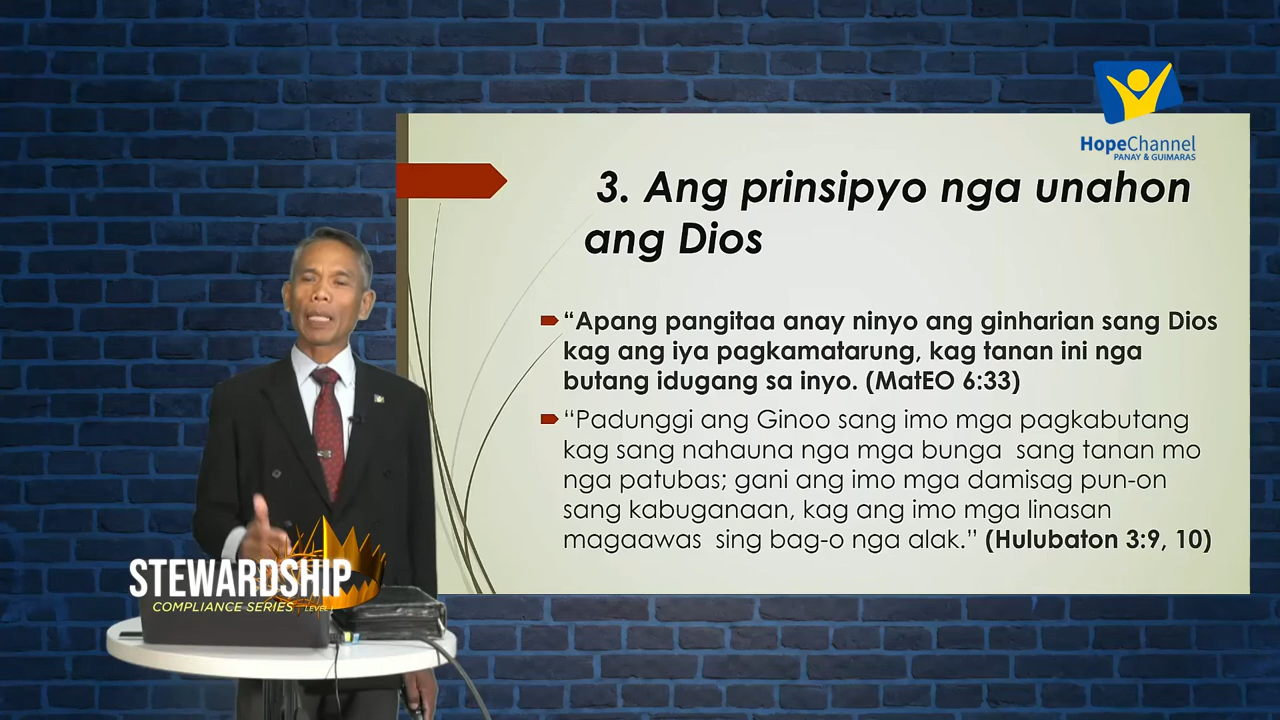 HopeChannel
PANAY & GUIMARAS
3. Ang prinsipyo nga unahon
ang Dios
“Apang pangitaa anay ninyo ang ginharian sang Dios
kag ang iya pagkamatarung, kag tanan ini nga
butang idugang sa inyo. (MatEO 6:33)
“Padunggi ang Ginoo sang imo mga pagkabutang
kag sang nahauna nga mga bunga sang tanan mo
nga patubas; gani ang imo mga damisag pun-on
sang kabuganaan, kag ang imo mga linasan
magaawas sing bag-o nga alak.” (Hulubaton 3:9, 10)
STEWARDSHIP
COMPLIANCE SERIES LEVEL I